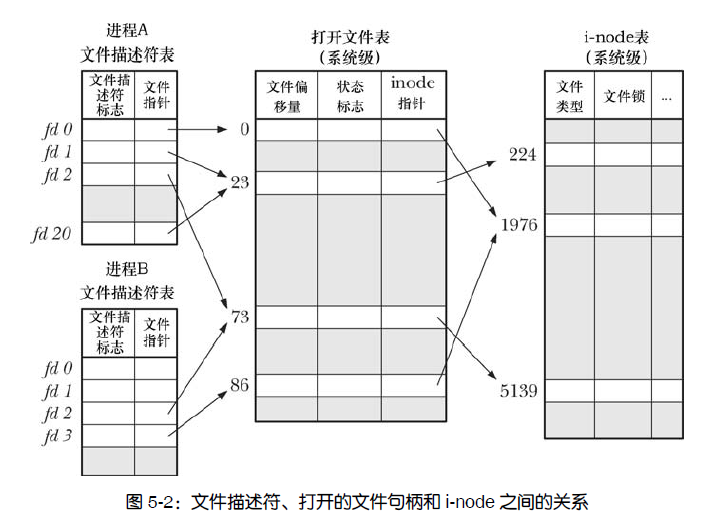 进程A
文件描述符表
文件描
述符
标志
文件
指针
fd 0
fd 1
fd 2
fd 20
进程B
文件描述符表
文件描
述符
标志
文件
指针
fd 0
fd 1
fd 2
fd 3
打开文件表
(系统级)
文件偏
移量
状态
标志
inode
指针
0
23
73
86
i-node表
(系统级)
文件
类型
文件锁
...
224
1976
5139
图 5-2：文件描述符、打开的文件句柄和 i-node 之间的关系